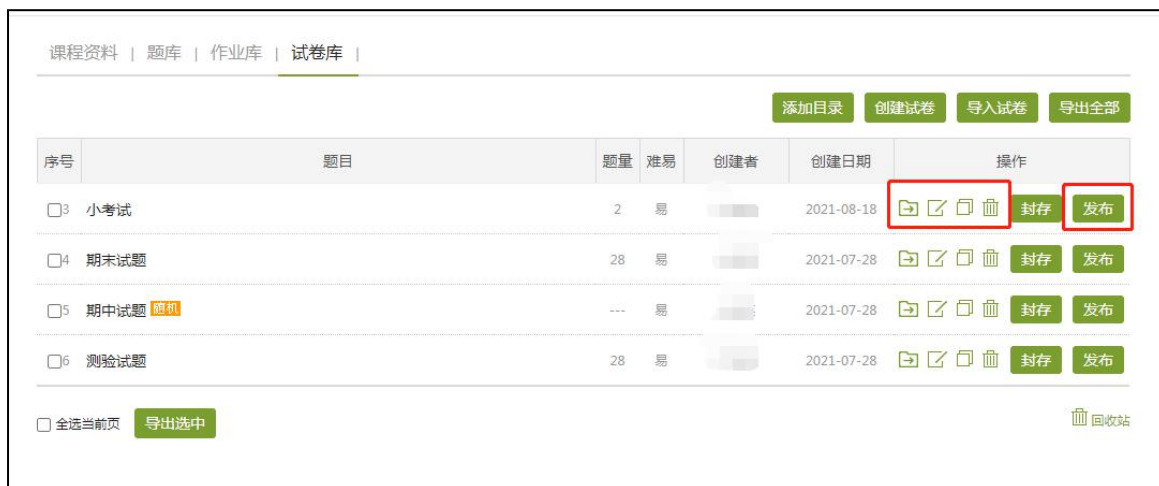 课程资料 | 题库 | 作业库 | 试卷库 |
添加目录 创建试卷 导入试卷 导出全部
序号 题目 题量 难易 创建者 创建日期 操作
3 小考试 2 易 2021-08-18 封存 发布
4 期末试题 28 易 2021-07-28 封存 发布
5 期中试题 随机 --- 易 2021-07-28 封存 发布
6 测验试题 28 易 2021-07-28 封存 发布
全选当前页 导出选中 回收站